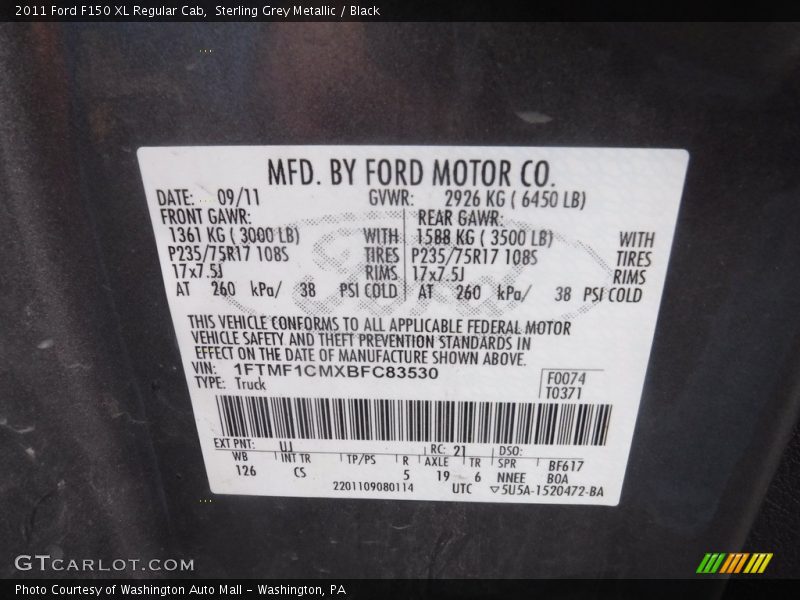 2011 Ford F150 XL Regular Cab,  Sterling Grey Metallic / Black
MFD. BY FORD MOTOR CO.
DATE: 09/11 GVWR: 2926 KG ( 6450 LB)
FRONT GAWR: REAR GAWR:
1361 KG ( 3000 LB) WITH 1588 KG ( 3500 LB) WITH
P235/75R17 108S TIRES P235/75R17 108S TIRES
17x7.5J RIMS 17x7.5J RIMS
AT 260 kPa/ 38 PSI COLD AT 260 kPa/ 38 PSI COLD
Ford
THIS VEHICLE CONFORMS TO ALL APPLICABLE FEDERAL MOTOR
VEHICLE SAFETY AND THEFT PREVENTION STANDARDS IN
EFFECT ON THE DATE OF MANUFACTURE SHOWN ABOVE.
VIN: 1FTMF1CMXBFC83530
TYPE: Truck
F0074
T0371
EXT PNT: UJ RC: 21 DSO:
WB INT TR TP/PS R AXLE TR SPR BF617
126 CS 5 19 6 NNEE BOA
2201109080114 UTC ▽5U5A-1520472-BA
GTCARLOT.COM
Photo Courtesy of Washington Auto Mall - Washington, PA